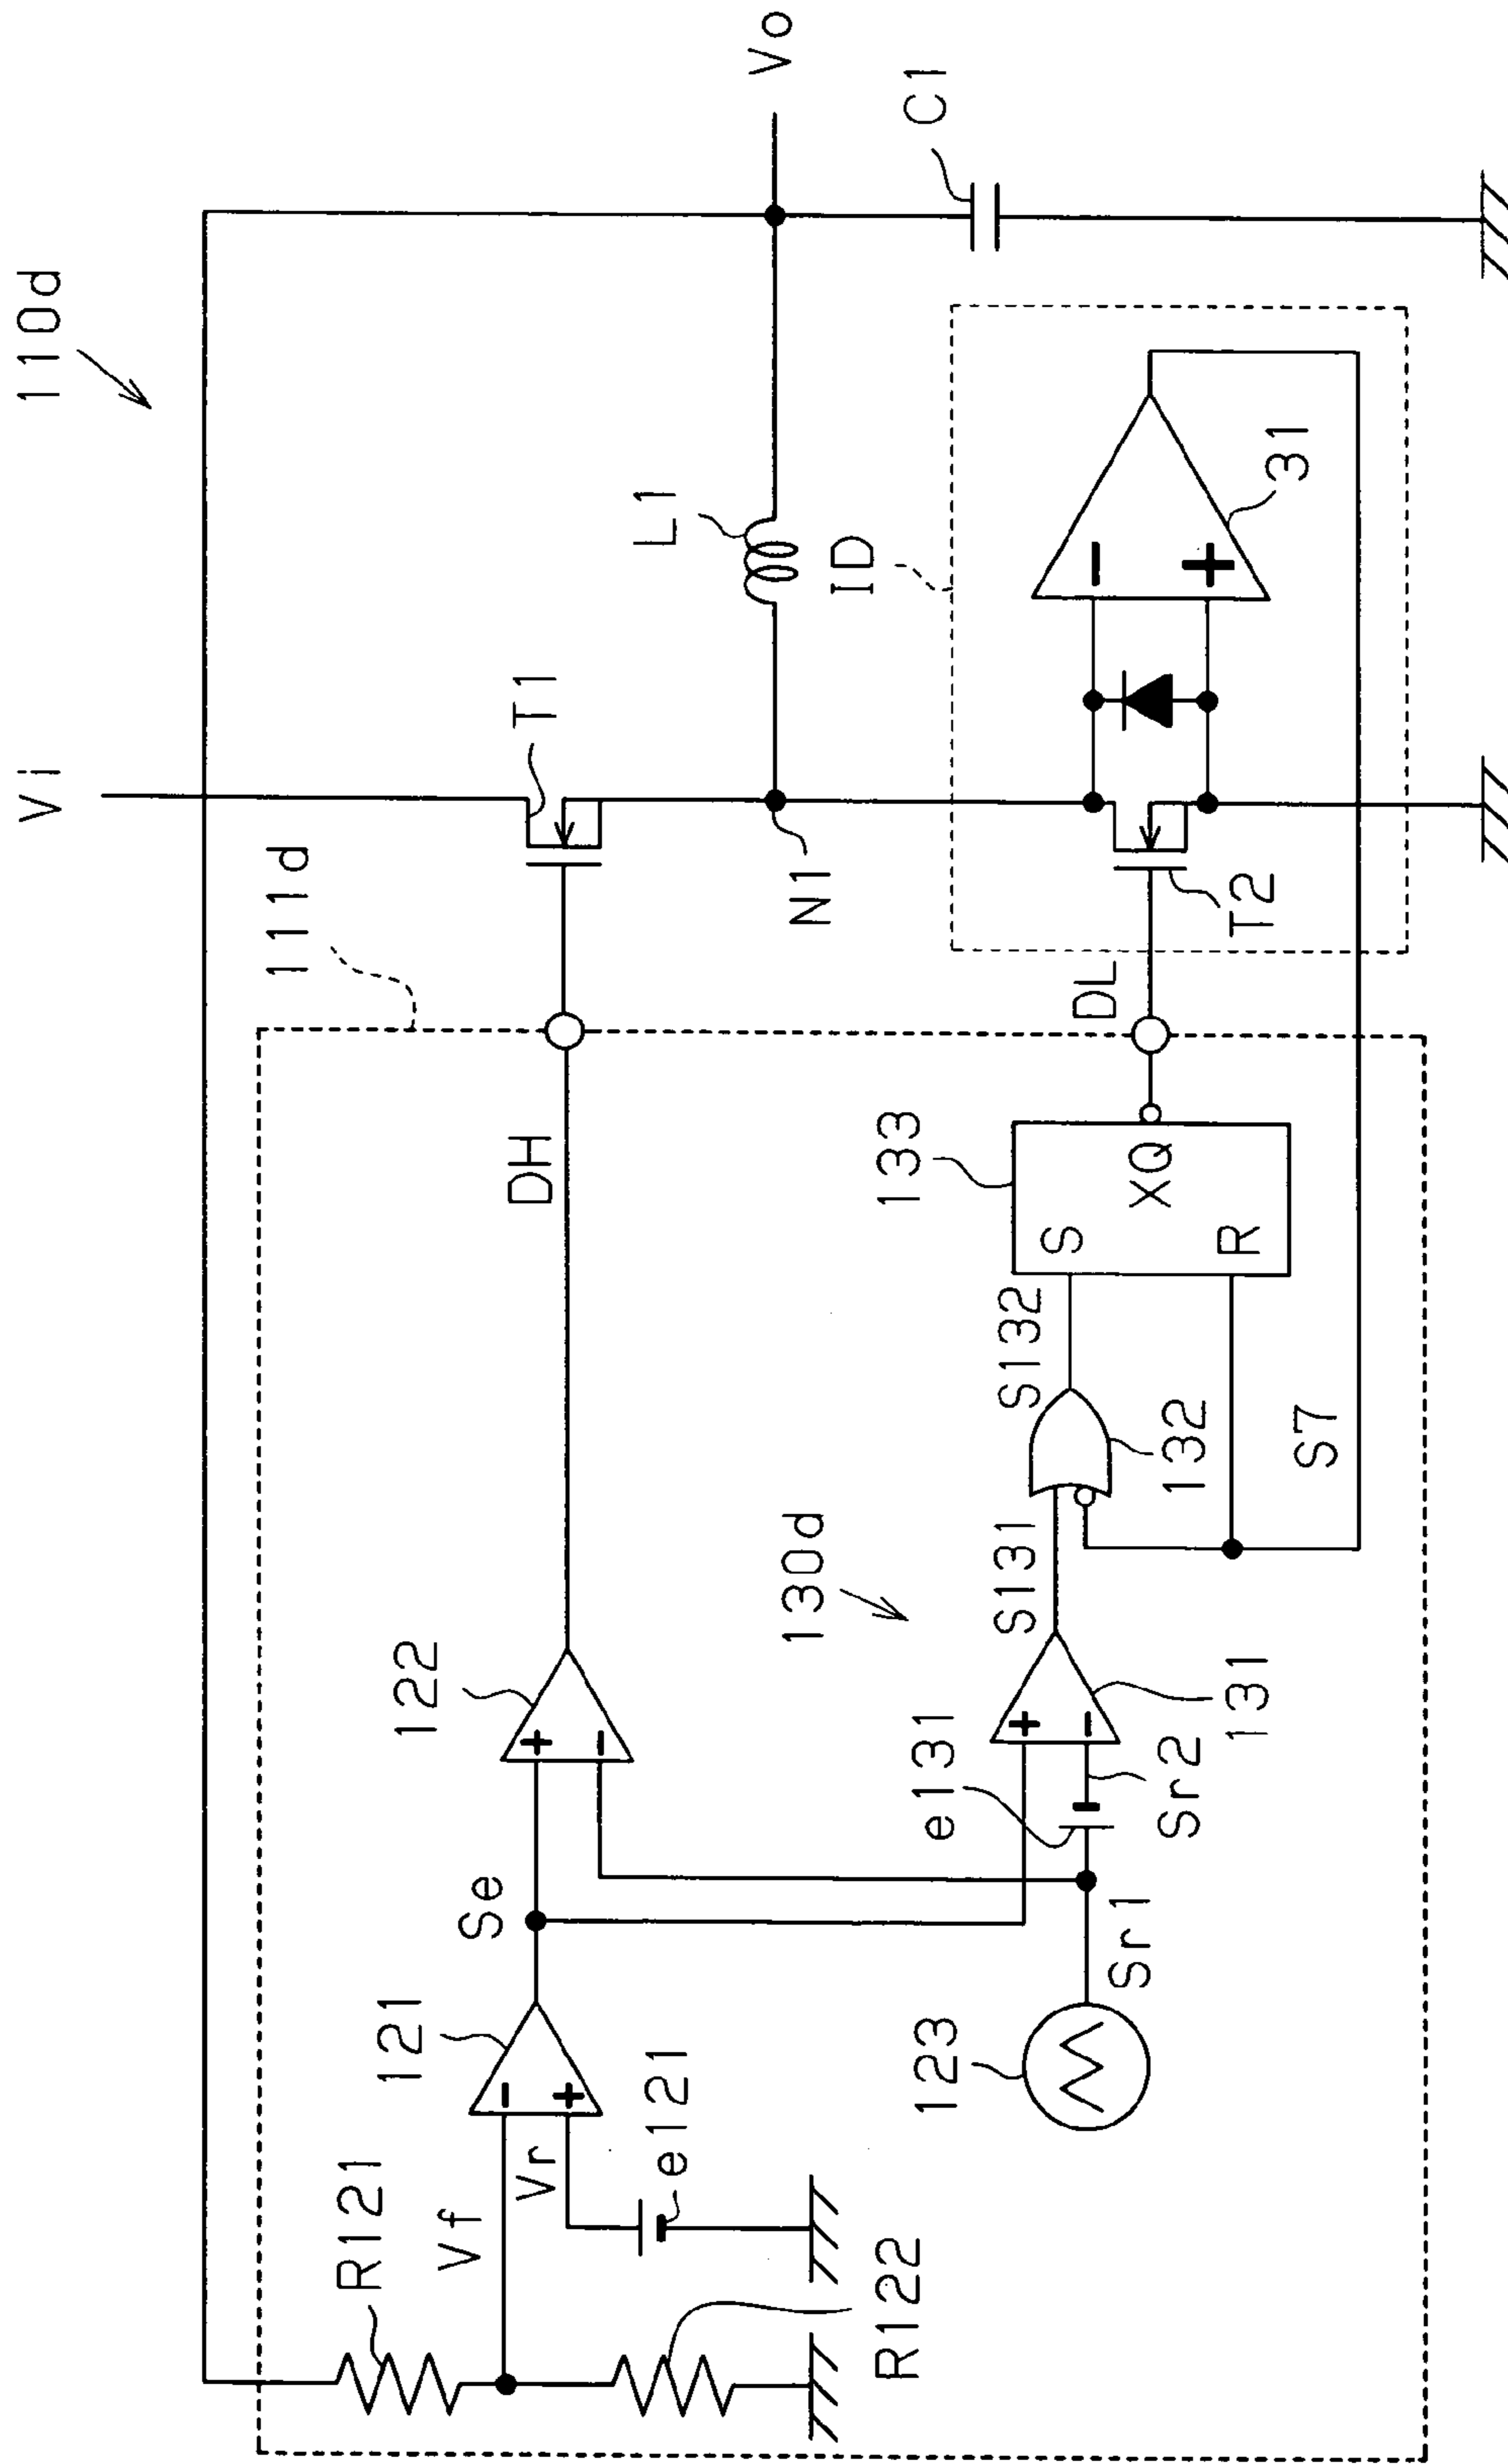 110d
Vi
Vo
111d
T1
L1
N1
C1
ID
31
T2
DH
DL
R121
Vf
Vr
121
e121
R122
Se
122
123
Sr1
e131
Sr2
131
130d
S131
132
S132
133
S
XQ
R
S7
+
-
+
-
+
-
+
-